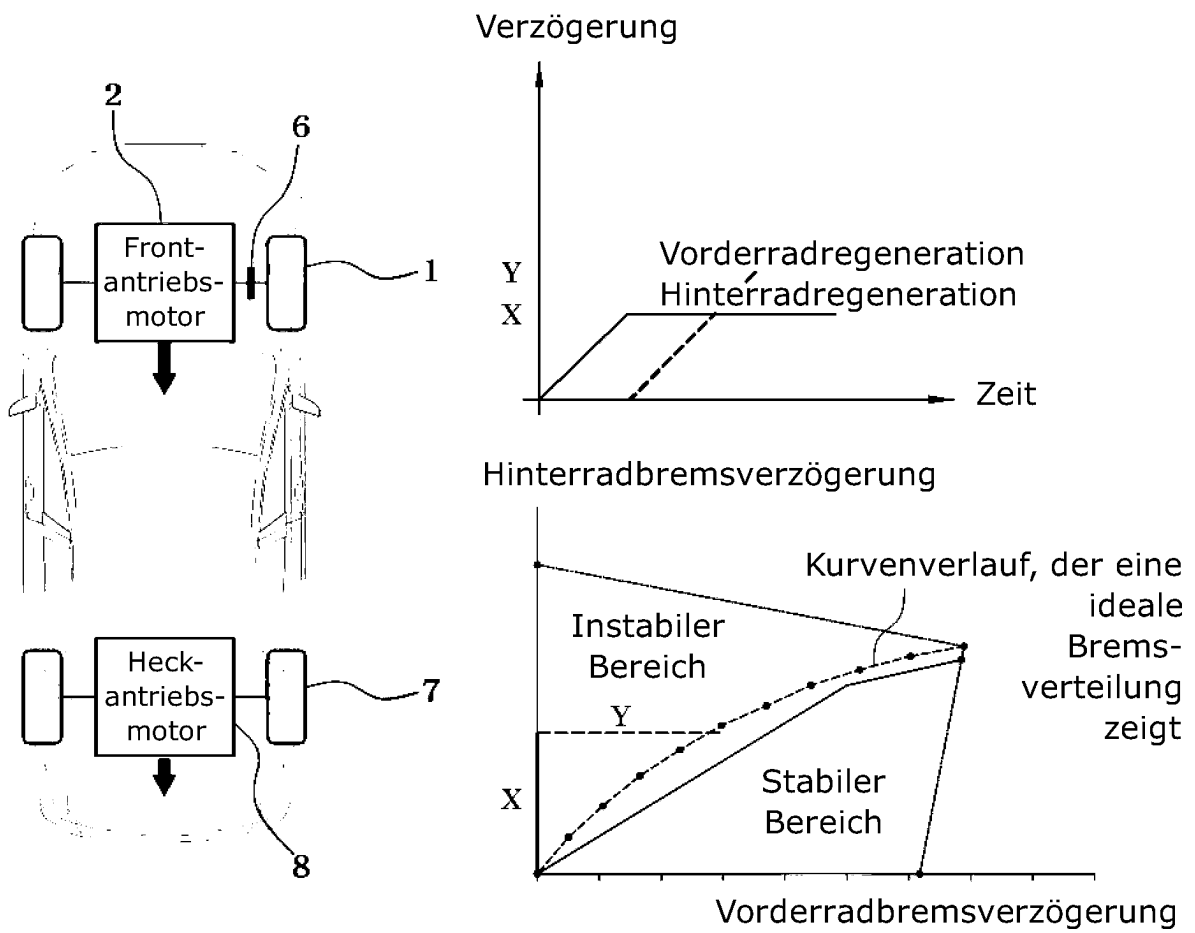 2
6
Front-
antriebs-
motor
1
Heck-
antriebs-
motor
7
8
Verzögerung
Y
Vorderradregeneration
X
Hinterradregeneration
Zeit
Hinterradbremsverzögerung
Kurvenverlauf, der eine
ideale
Brems-
verteilung
zeigt
Instabiler
Bereich
Y
X
Stabiler
Bereich
Vorderradbremsverzögerung